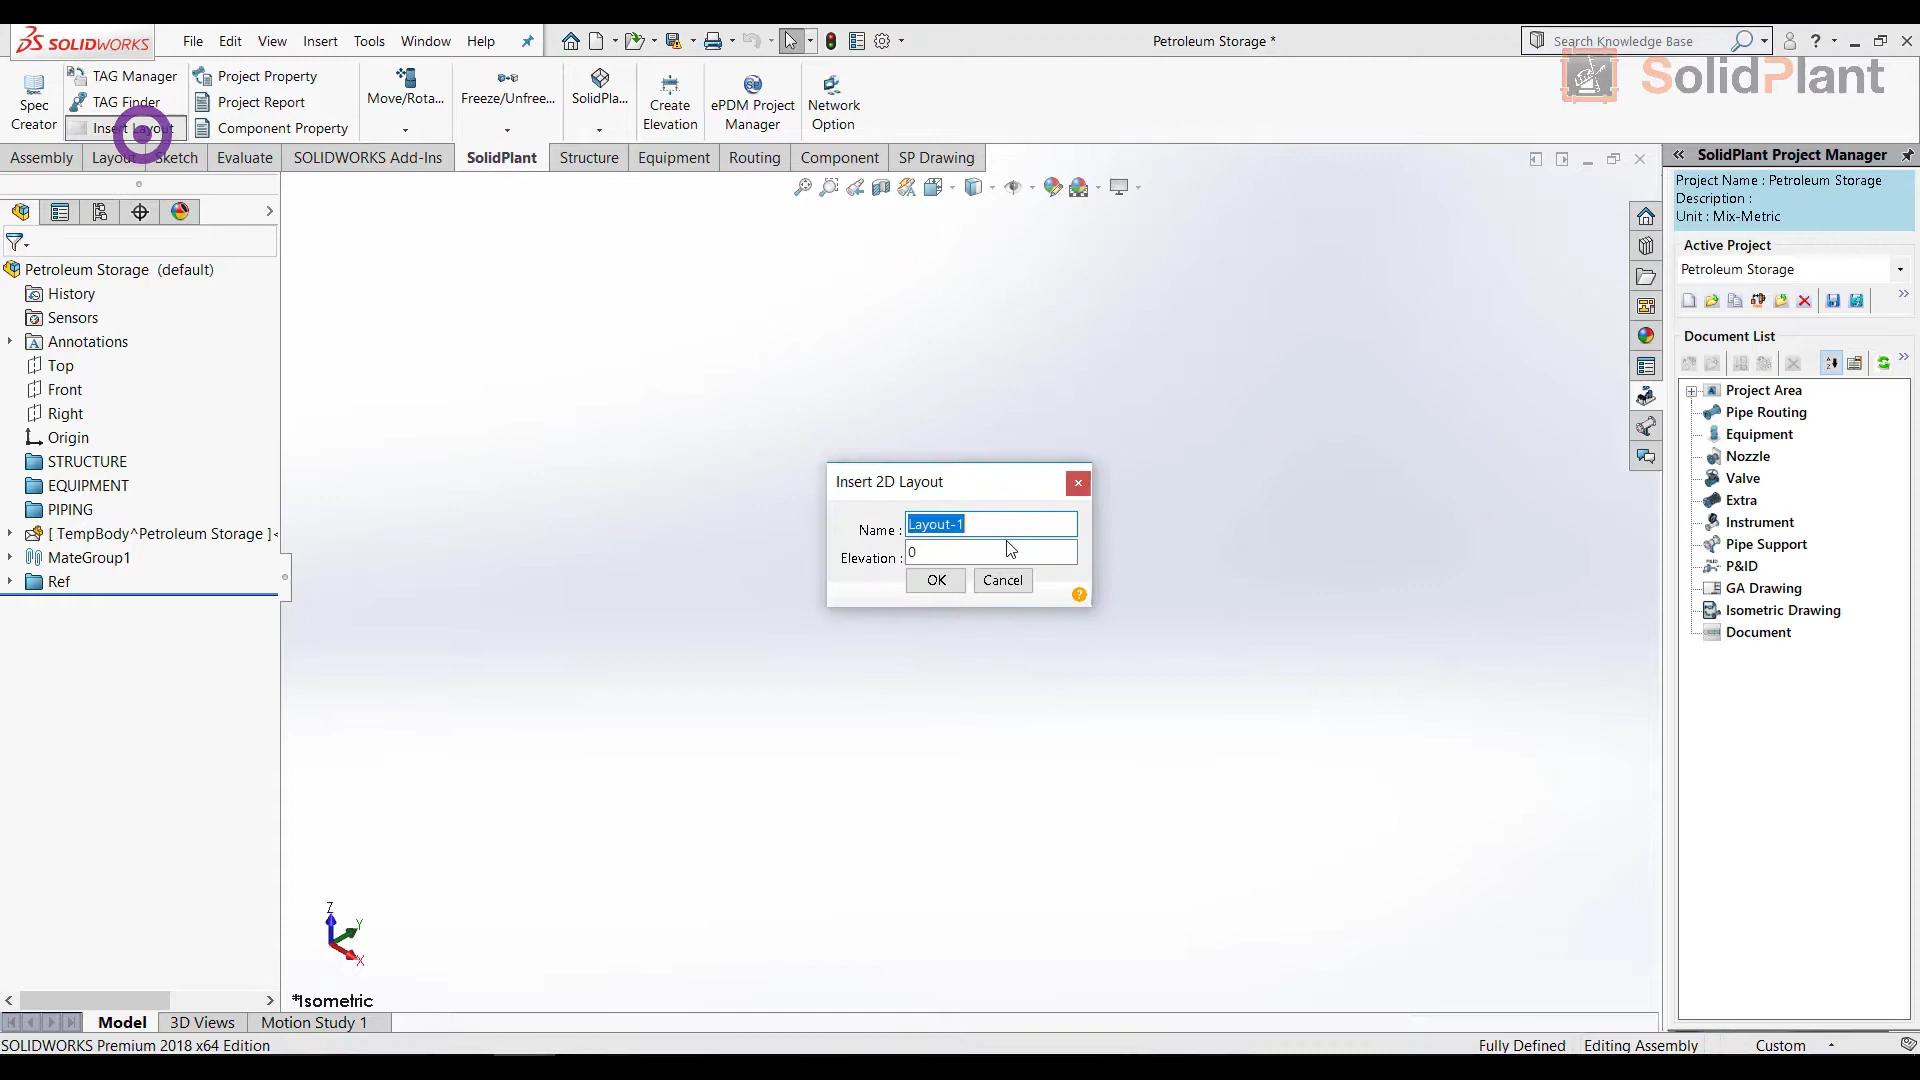 SOLIDWORKS File Edit View Insert Tools Window Help Petroleum Storage * Search Knowledge Base
SolidPlant
Spec Creator
TAG Manager
TAG Finder
Insert Layout
Project Property
Project Report
Component Property
Move/Rota...
Freeze/Unfree...
SolidPla...
Create Elevation
ePDM Project Manager
Network Option
Assembly Layout Sketch Evaluate SOLIDWORKS Add-Ins SolidPlant Structure Equipment Routing Component SP Drawing
Petroleum Storage (default)
History
Sensors
Annotations
Top
Front
Right
Origin
STRUCTURE
EQUIPMENT
PIPING
[ TempBody^Petroleum Storage ]<
MateGroup1
Ref
Insert 2D Layout
Name : Layout-1
Elevation : 0
OK Cancel
Z
Y
X
*Isometric
SolidPlant Project Manager
Project Name : Petroleum Storage
Description :
Unit : Mix-Metric
Active Project
Petroleum Storage
Document List
Project Area
Pipe Routing
Equipment
Nozzle
Valve
Extra
Instrument
Pipe Support
P&ID
GA Drawing
Isometric Drawing
Document
Model 3D Views Motion Study 1
SOLIDWORKS Premium 2018 x64 Edition Fully Defined Editing Assembly Custom